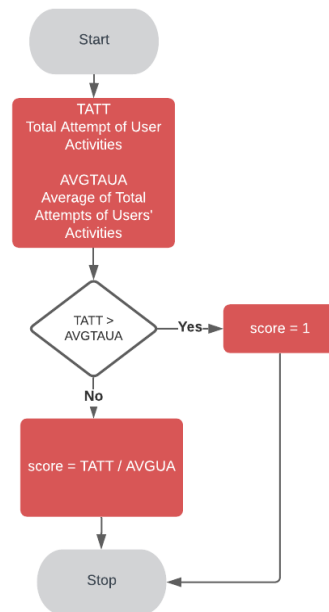 Start
TATT
Total Attempt of User
Activities
AVGTAUA
Average of Total
Attempts of Users'
Activities
TATT >
AVGTAUA
Yes
score = 1
No
score = TATT / AVGUA
Stop